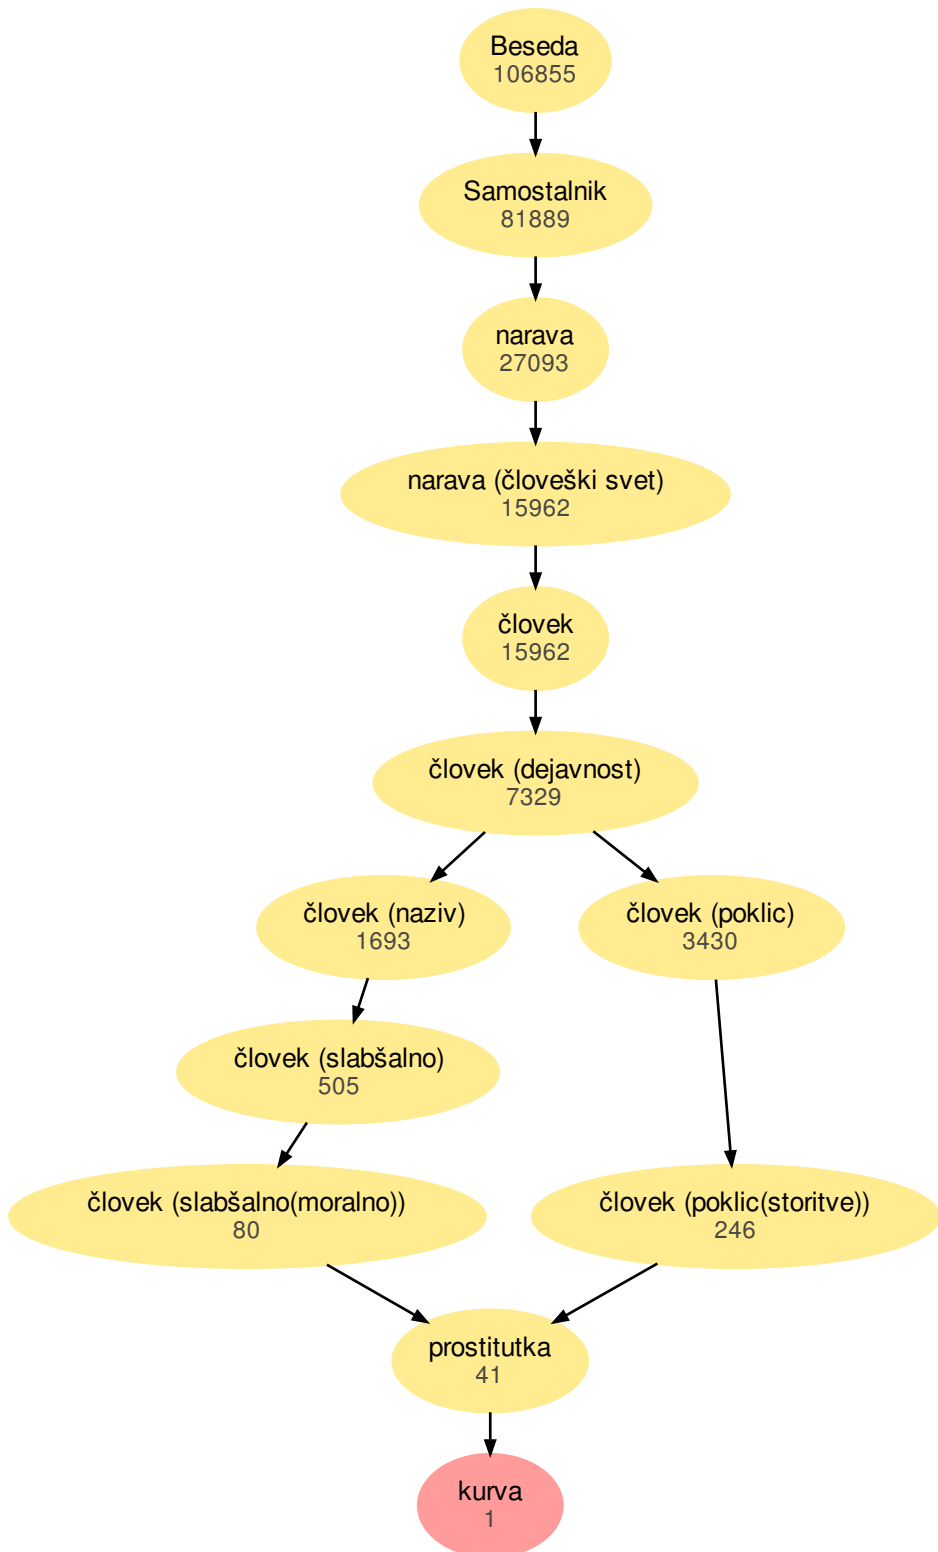 Beseda
106855
Samostalnik
81889
narava
27093
narava (človeški svet)
15962
človek
15962
človek (dejavnost)
7329
človek (naziv)
1693
človek (poklic)
3430
človek (slabšalno)
505
človek (slabšalno(moralno))
80
človek (poklic(storitve))
246
prostitutka
41
kurva
1